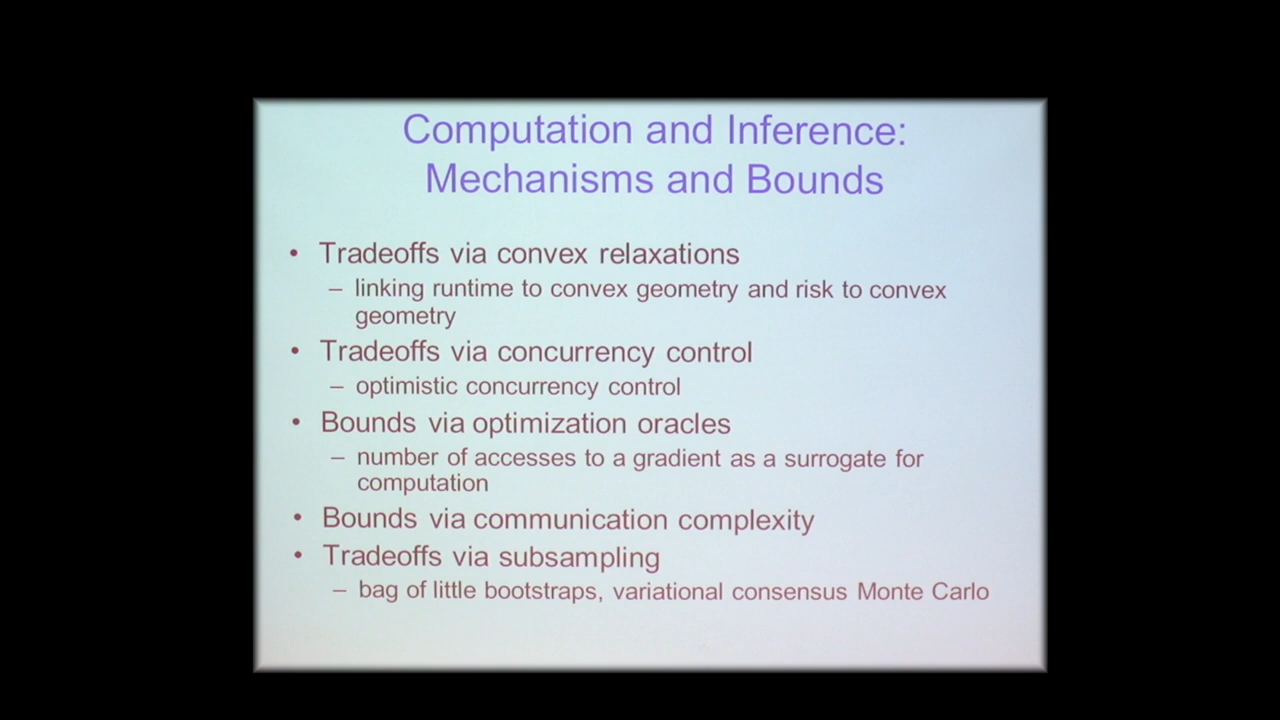 Computation and Inference:
Mechanisms and Bounds
• Tradeoffs via convex relaxations
– linking runtime to convex geometry and risk to convex
geometry
• Tradeoffs via concurrency control
– optimistic concurrency control
• Bounds via optimization oracles
– number of accesses to a gradient as a surrogate for
computation
• Bounds via communication complexity
• Tradeoffs via subsampling
– bag of little bootstraps, variational consensus Monte Carlo